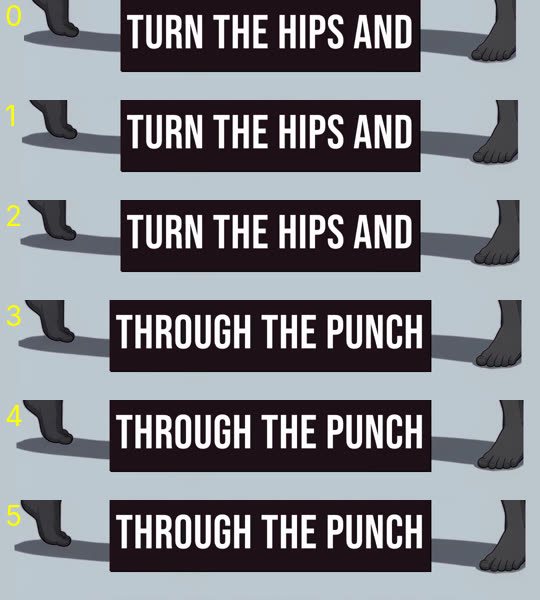 0
TURN THE HIPS AND
1
TURN THE HIPS AND
2
TURN THE HIPS AND
3
THROUGH THE PUNCH
4
THROUGH THE PUNCH
5
THROUGH THE PUNCH